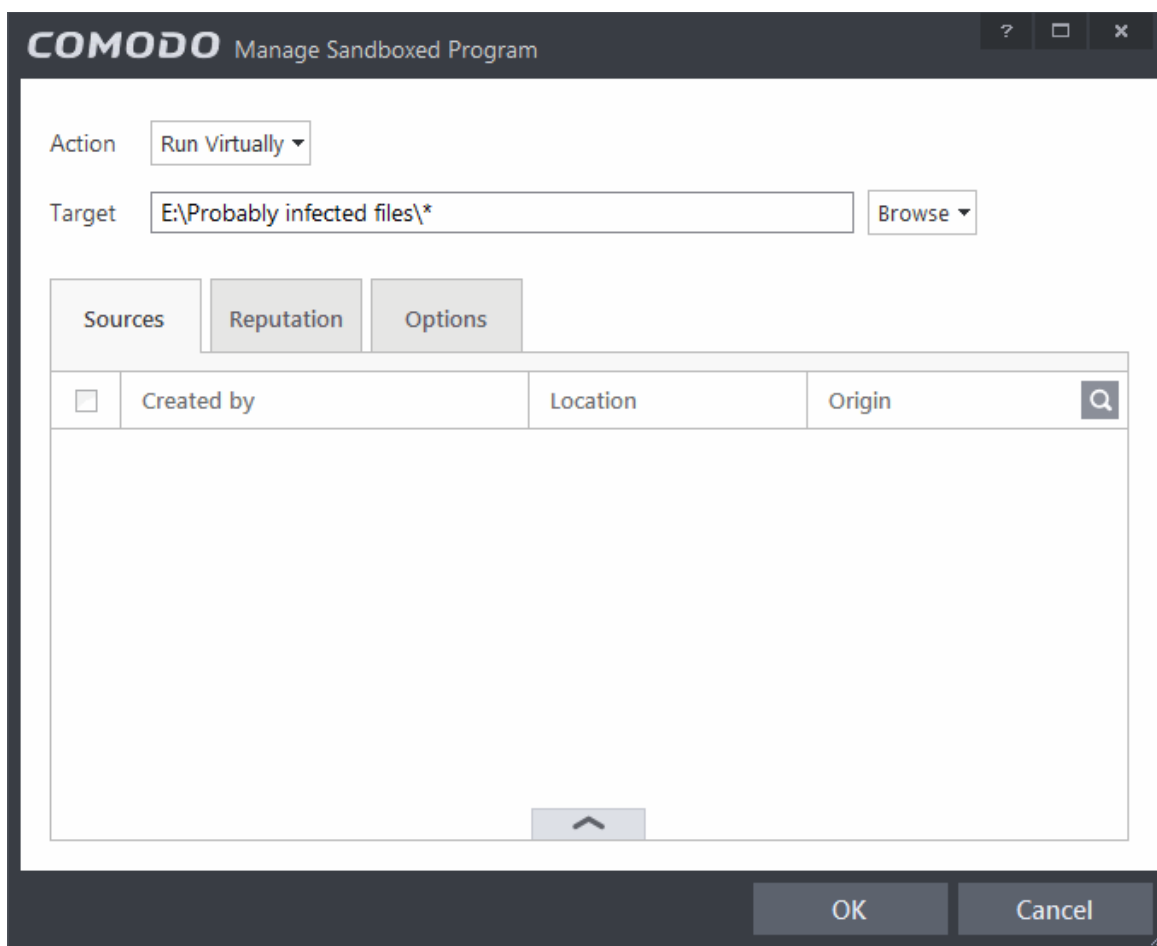 COMODO Manage Sandboxed Program ?
Action Run Virtually
Target E:\Probably infected files\* Browse
Sources Reputation Options
Created by Location Origin
OK Cancel